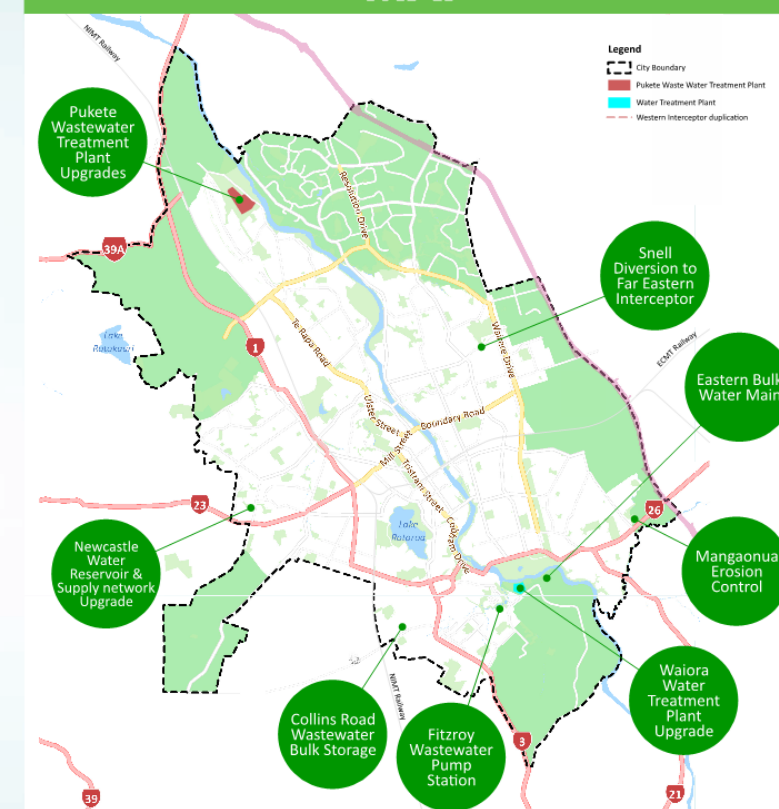 NIMT Railway
Legend
City Boundary
Pukete Waste Water Treatment Plant
Water Treatment Plant
Western Interceptor duplication
Pukete
Wastewater
Treatment
Plant
Upgrades
Resolution Drive
39A
Snell
Diversion to
Far Eastern
Interceptor
Lake
Rotokauri
1
Te Rapa Road
Wairere Drive
ECMT Railway
Eastern Bulk
Water Main
Ulster Street
Boundary Road
Mill Street
Tristram Street
23
26
Lake
Rotoroa
Cobham Drive
Newcastle
Water
Reservoir &
Supply network
Upgrade
Mangaonua
Erosion
Control
Waiora
Water
Treatment
Plant
Upgrade
NIMT Railway
Collins Road
Wastewater
Bulk Storage
Fitzroy
Wastewater
Pump
Station
3
39
21